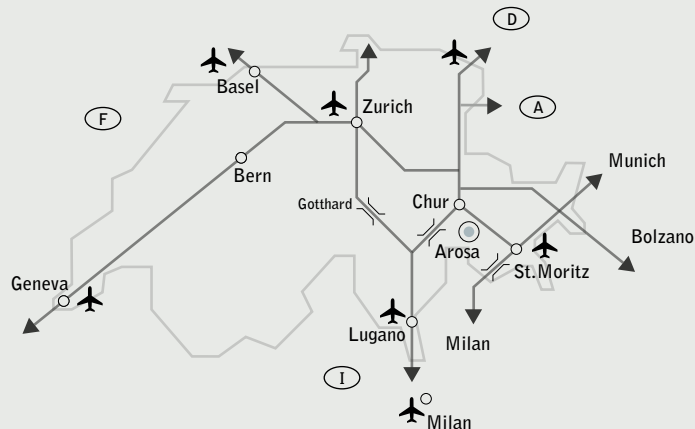 D
Basel
Zurich
A
F
Bern
Munich
Gotthard
Chur
Arosa
Bolzano
St.Moritz
Geneva
Lugano
Milan
I
Milan